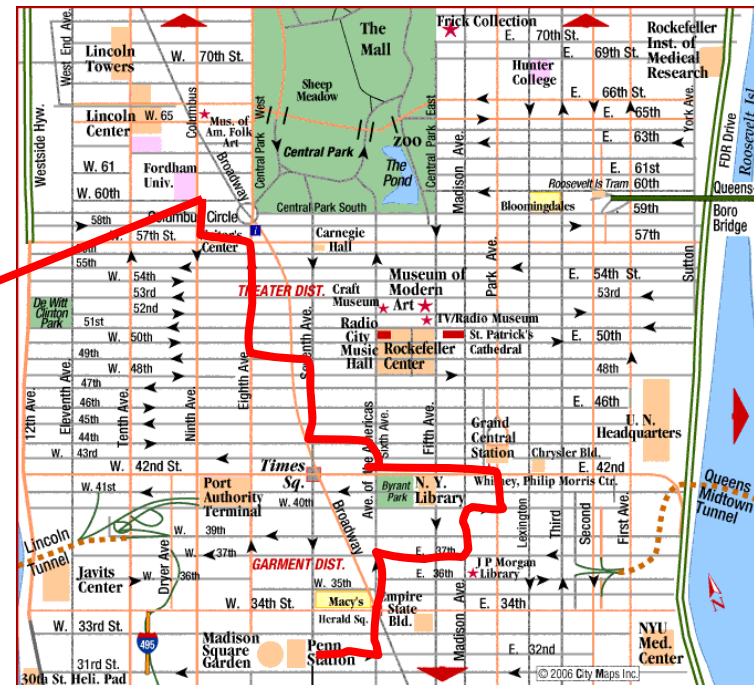 Frick Collection
The
Mall
E. 70th St.
Rockefeller
Inst. of
Medical
Research
West End Ave.
Lincoln
Towers
W. 70th St.
E. 69th St.
Hunter
College
Columbus
Sheep
Meadow
E. 66th St.
Lincoln
Center
W. 65
Mus. of
Am. Folk
Art
West
East
E. 65th
York Ave.
Westside Hyw.
Broadway
Central Park
ZOO
E. 63th
Central Park
Central Park
Madison Ave.
FDR Drive
Roosevelt Isl
W. 61
Fordham
Univ.
The
Pond
E. 61st
W. 60th
Roosevelt Is Tram
60th
Queens-
58th
Circle
Central Park South
Bloomingdales
59th
Boro
Bridge
W. 57th St.
Center
i
Carnegie
Hall
57th
55th
W. 54th
Museum of
Modern
Art
Park Ave.
E. 54th St.
Sutton
53rd
THEATER DIST.
Craft
Museum
53rd
De Witt
Clinton
Park
52nd
51st
TV/Radio Museum
W. 50th
Radio
City
Music
Hall
Rockefeller
Center
St. Patrick's
Cathedral
E. 50th
49th
W. 48th
Seventh Ave.
48th
47th
12th Ave.
Eleventh Ave.
Tenth Ave.
Ninth Ave.
Eighth Ave
46th
Ave. of the Americas
Sixth Ave.
Fifth Ave.
E. 46th
45th
44th
Grand
Central
Station
U. N.
Headquarters
W. 43rd
Chrysler Bld.
W. 42nd St.
Times
Sq.
E. 42nd
W. 41st
Port
Authority
Terminal
W. 40th
Byrant
Park
N. Y.
Library
Philip Morris Ctr.
Queens
Midtown
Tunnel
Lincoln
Tunnel
W. 39th
Broadway
Lexington
Third
Second
First Ave.
W. 37th
GARMENT DIST.
E. 37th
Javits
Center
W. 36th
Dryer Ave
E. 36th
J P Morgan
Library
W. 35th
W. 34th St.
Macy's
Empire
State
Bld.
E. 34th
W. 33rd St.
Herald Sq.
Madison Ave.
495
Madison
Square
Garden
Penn
Station
E. 32nd
NYU
Med.
Center
31rd St.
30th St. Heli. Pad
© 2006 City Maps Inc.
N